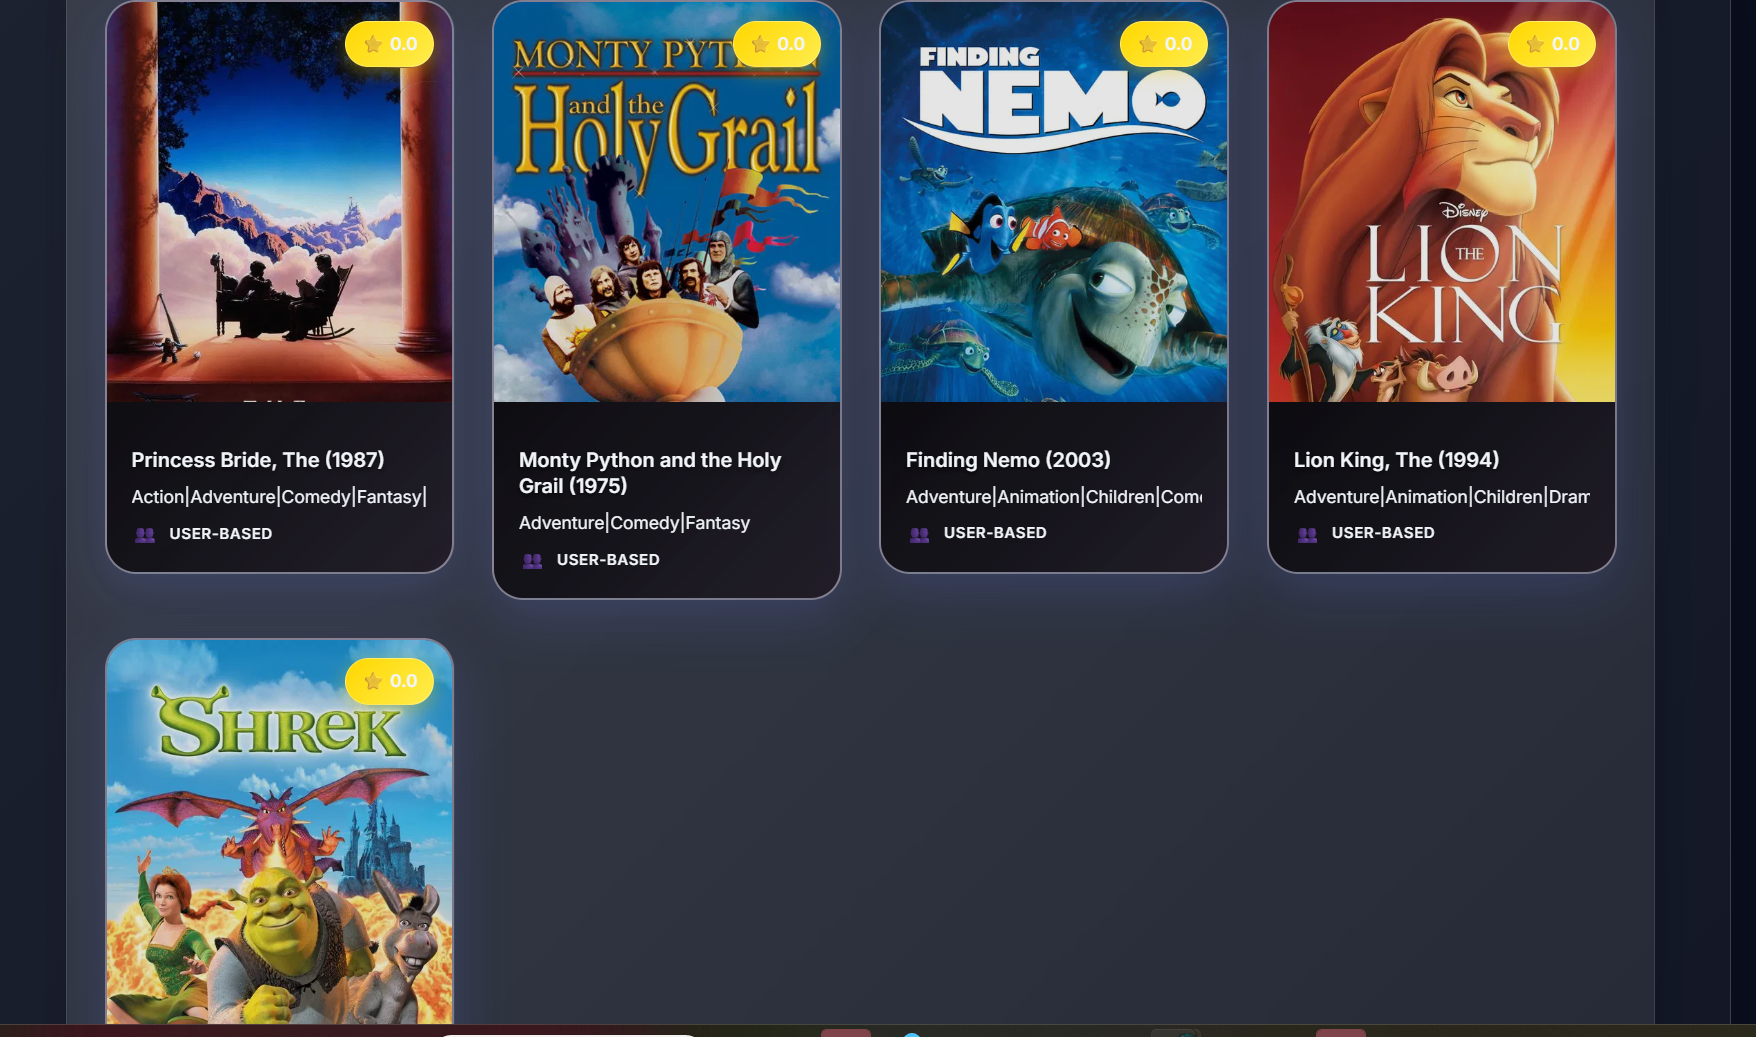 0.0
0.0
0.0
0.0
MONTY PYT
and the
Holy Grail
FINDING
NEMO
Disney
THE
LION
KING
Princess Bride, The (1987)
Action|Adventure|Comedy|Fantasy|
USER-BASED
Monty Python and the Holy
Grail (1975)
Adventure|Comedy|Fantasy
USER-BASED
Finding Nemo (2003)
Adventure|Animation|Children|Com
USER-BASED
Lion King, The (1994)
Adventure|Animation|Children|Dram
USER-BASED
0.0
SHREK